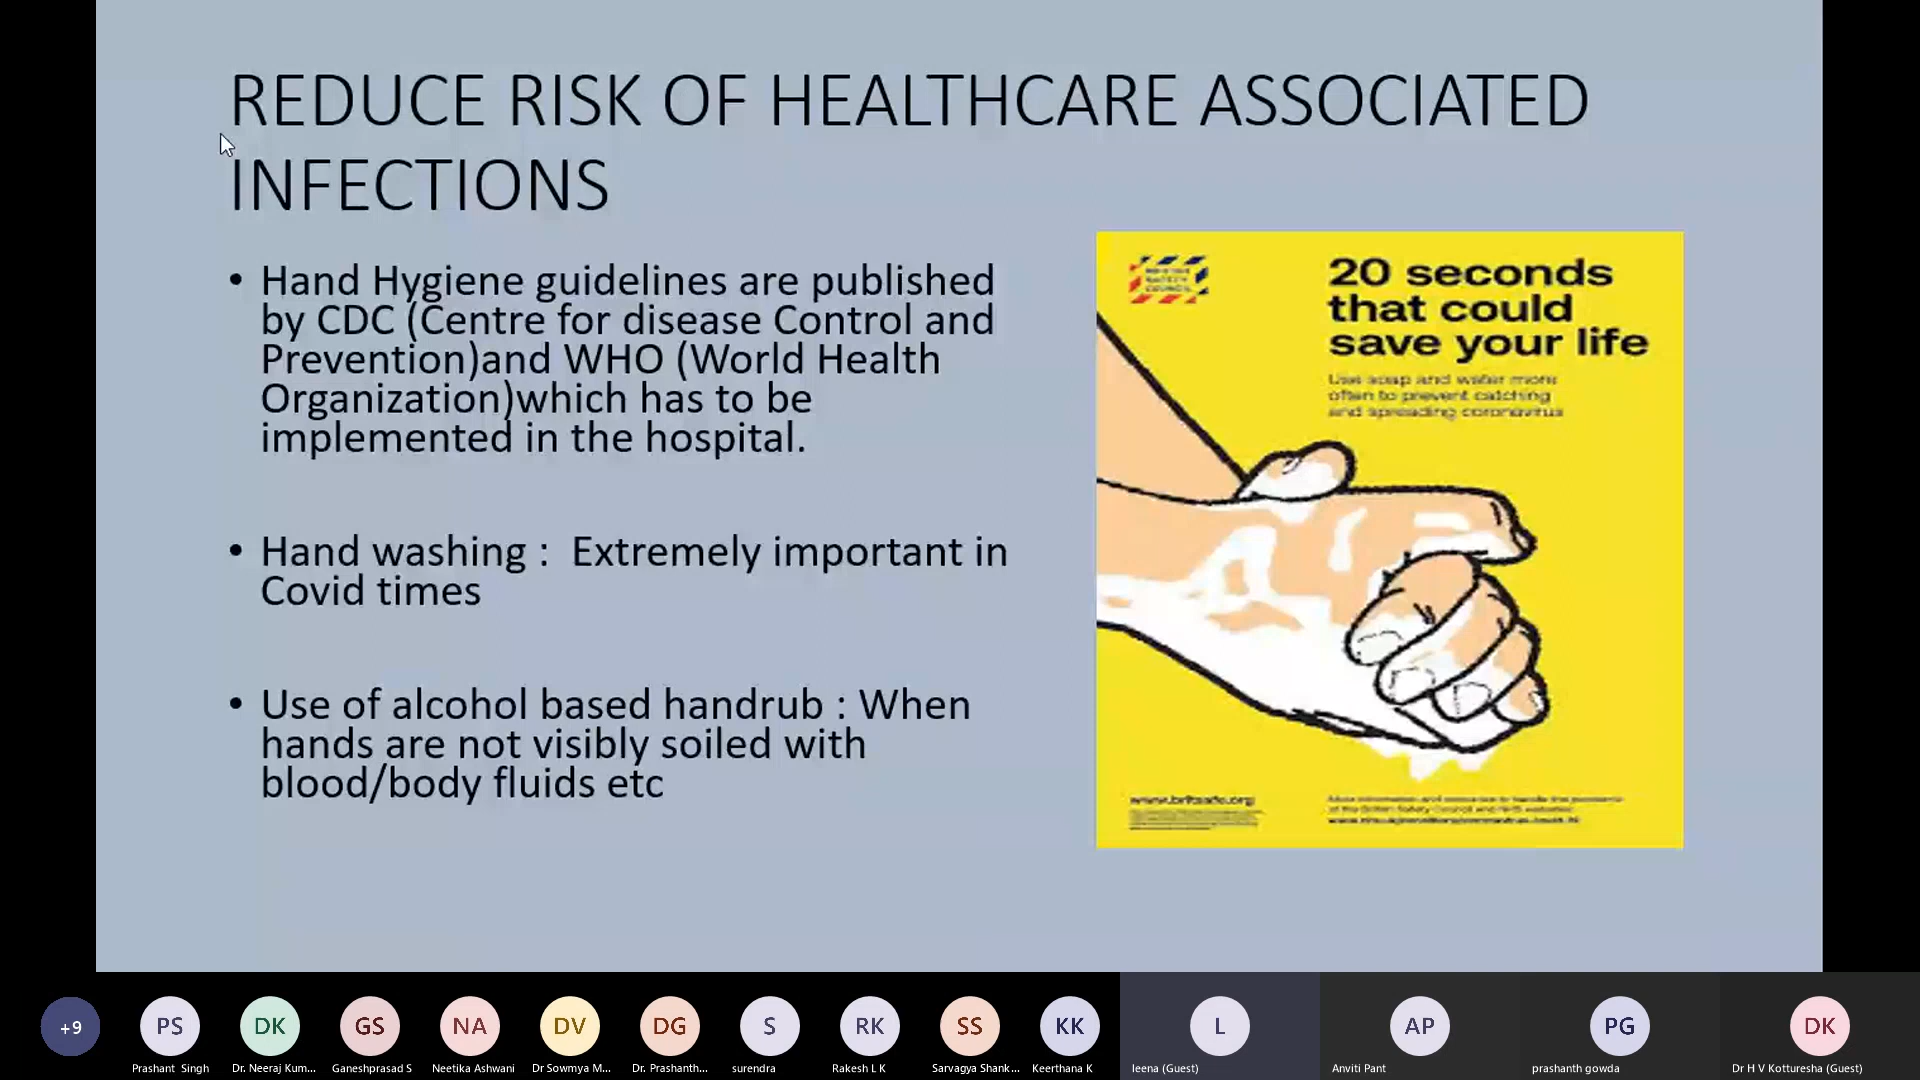 REDUCE RISK OF HEALTHCARE ASSOCIATED
INFECTIONS
• Hand Hygiene guidelines are published
by CDC (Centre for disease Control and
Prevention)and WHO (World Health
Organization)which has to be
implemented in the hospital.
• Hand washing :  Extremely important in
Covid times
• Use of alcohol based handrub : When
hands are not visibly soiled with
blood/body fluids etc
BRITISH
SAFETY
COUNCIL
20 seconds
that could
save your life
Use soap and water more
often to prevent catching
and spreading coronavirus
www.britsafe.org
+9
PS
DK
GS
NA
DV
DG
S
RK
SS
KK
L
AP
PG
DK
Prashant Singh
Dr. Neeraj Kum...
Ganeshprasad S
Neetika Ashwani
Dr Sowmya M...
Dr. Prashanth...
surendra
Rakesh L K
Sarvagya Shank...
Keerthana K
leena (Guest)
Anviti Pant
prashanth gowda
Dr H V Kotturesha (Guest)